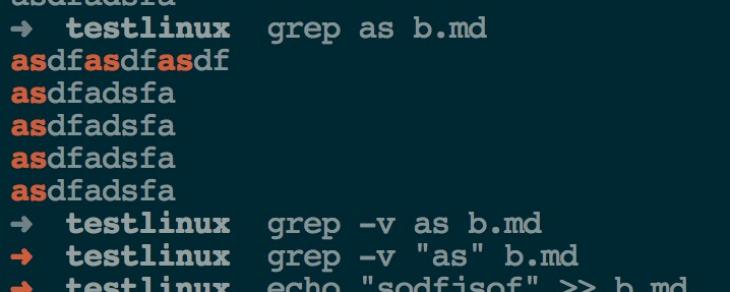 asdfadsfa
➜ testlinux grep as b.md
asdfasdfasdf
asdfadsfa
asdfadsfa
asdfadsfa
asdfadsfa
➜ testlinux grep -v as b.md
➜ testlinux grep -v "as" b.md
➜ testlinux echo "sodfjsof" >> b.md